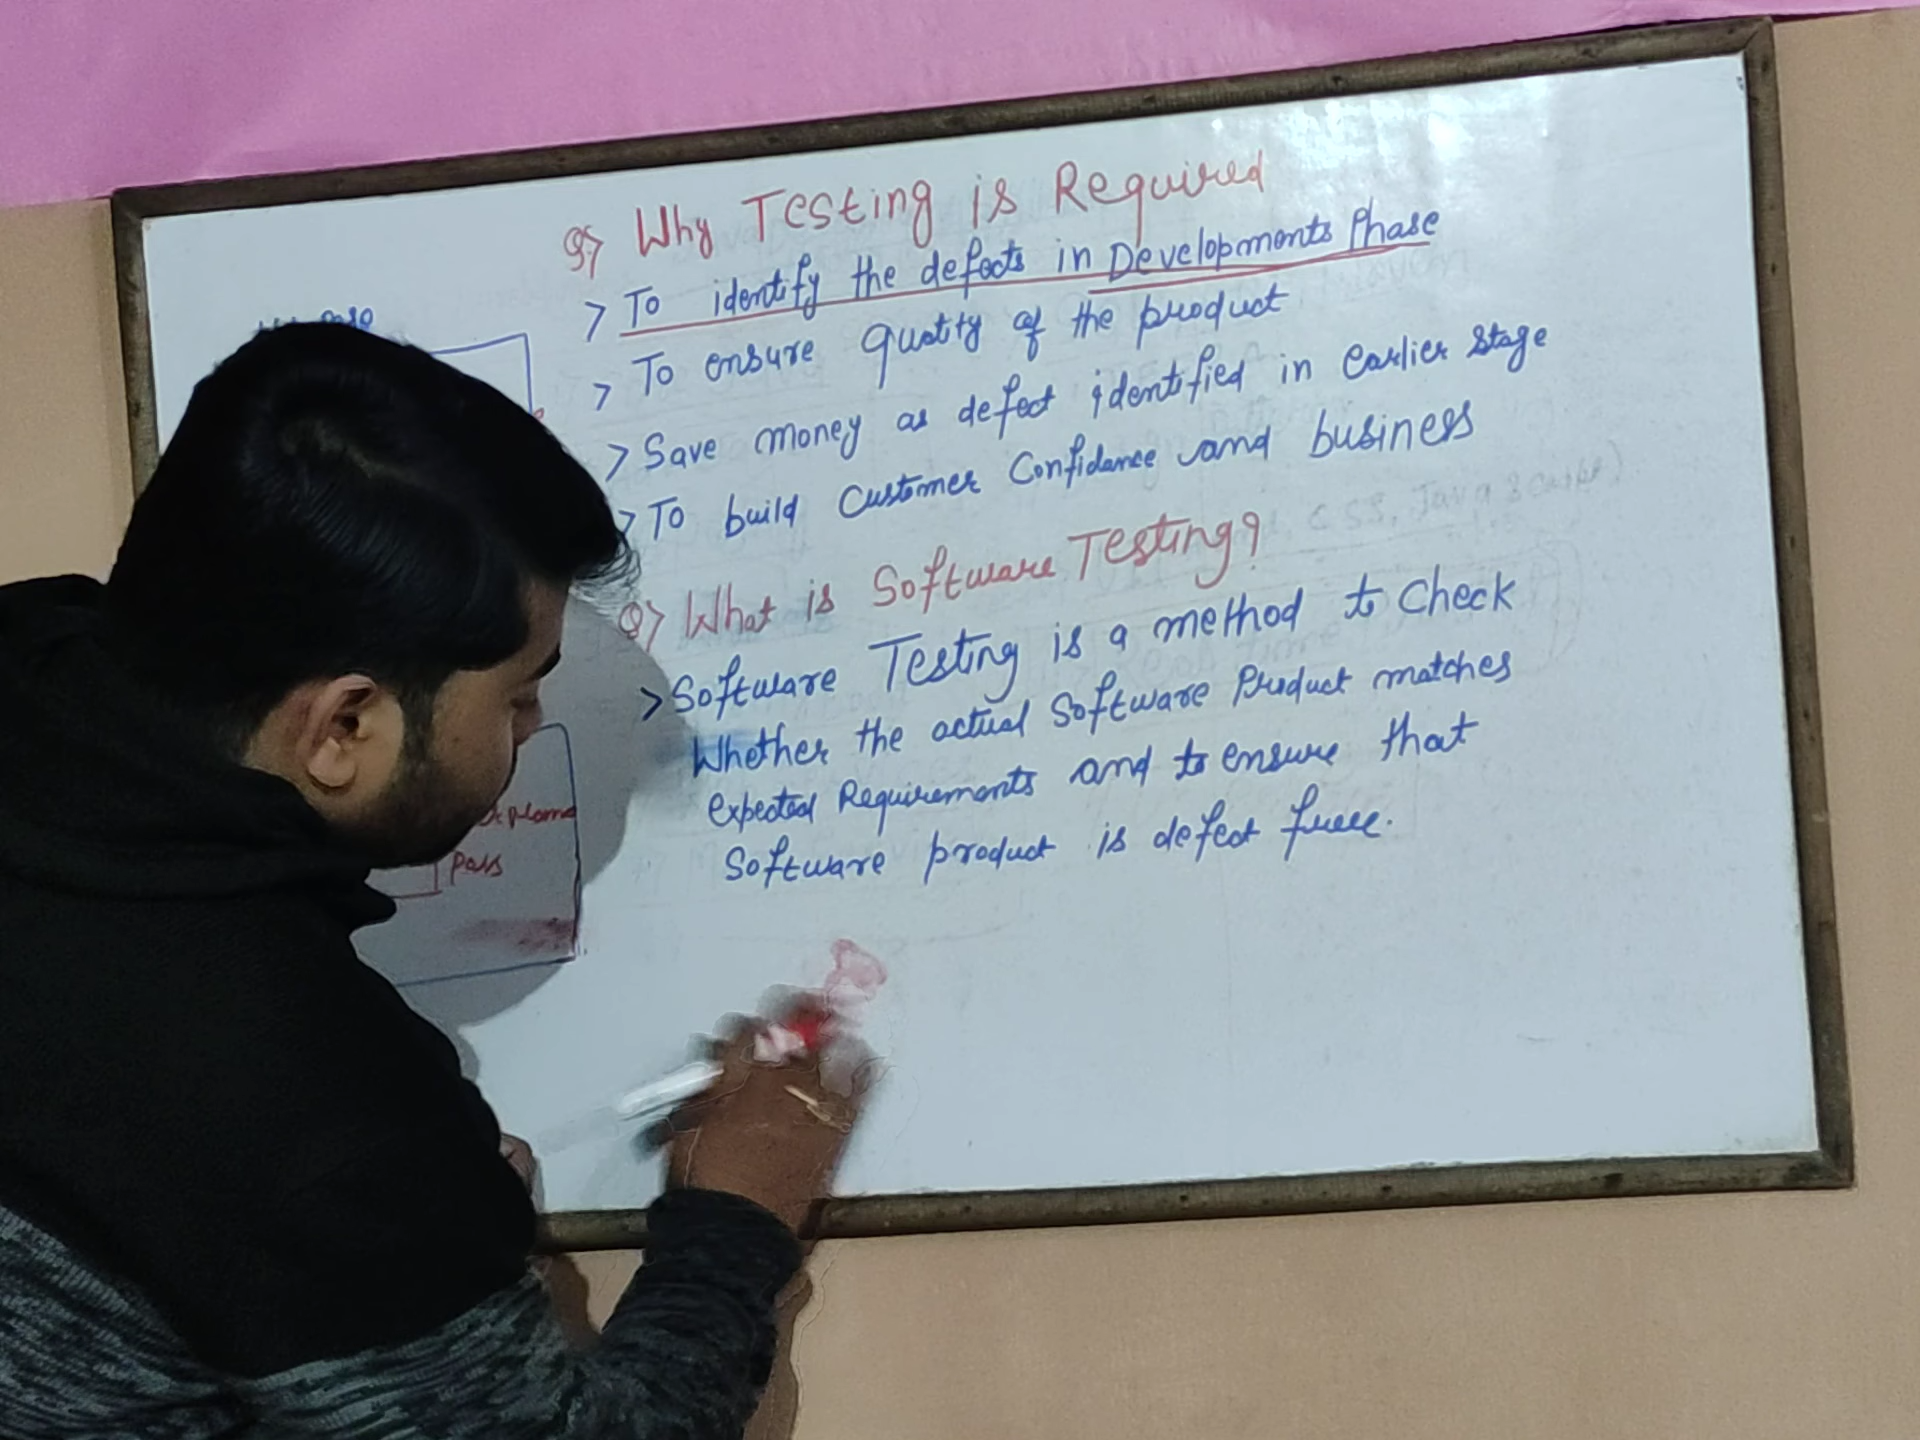 Q> Why Testing is Required
> To identify the defects in Developments Phase
> To ensure quality of the product
> Save money as defect identified in earlier stage
> To build Customer Confidance and business
Q> What is Software Testing?
> Software Testing is a method to Check
Whether the actual Software Product matches
expected Requirements and to ensure that
Software product is defect free.
Pass